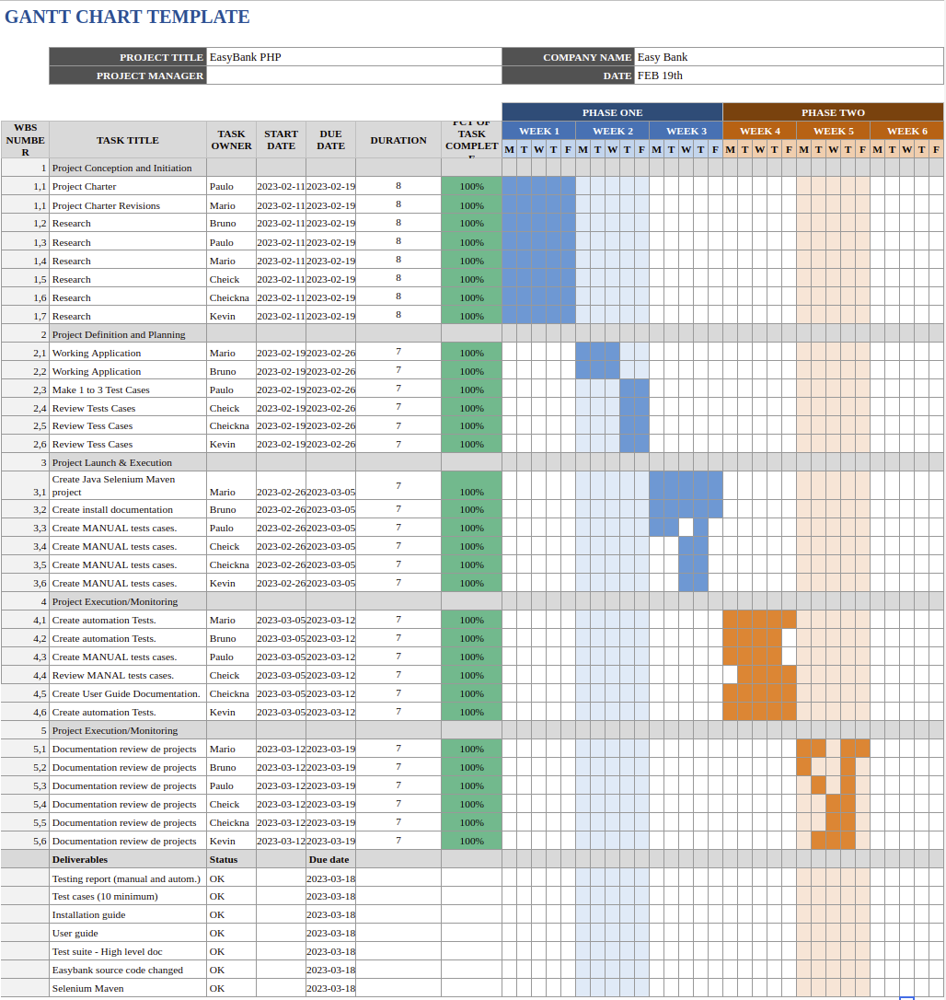 GANTT CHART TEMPLATE
PROJECT TITLE EasyBank PHP COMPANY NAME Easy Bank
PROJECT MANAGER DATE FEB 19th
PHASE ONE PHASE TWO
WBS NUMBER TASK TITLE TASK OWNER START DATE DUE DATE DURATION PCT OF TASK COMPLETE WEEK 1 WEEK 2 WEEK 3 WEEK 4 WEEK 5 WEEK 6
M T W T F M T W T F M T W T F M T W T F M T W T F M T W T F
1 Project Conception and Initiation
1,1 Project Charter Paulo 2023-02-11 2023-02-19 8 100%
1,1 Project Charter Revisions Mario 2023-02-11 2023-02-19 8 100%
1,2 Research Bruno 2023-02-11 2023-02-19 8 100%
1,3 Research Paulo 2023-02-11 2023-02-19 8 100%
1,4 Research Mario 2023-02-11 2023-02-19 8 100%
1,5 Research Cheick 2023-02-11 2023-02-19 8 100%
1,6 Research Cheickna 2023-02-11 2023-02-19 8 100%
1,7 Research Kevin 2023-02-11 2023-02-19 8 100%
2 Project Definition and Planning
2,1 Working Application Mario 2023-02-19 2023-02-26 7 100%
2,2 Working Application Bruno 2023-02-19 2023-02-26 7 100%
2,3 Make 1 to 3 Test Cases Paulo 2023-02-19 2023-02-26 7 100%
2,4 Review Tests Cases Cheick 2023-02-19 2023-02-26 7 100%
2,5 Review Tess Cases Cheickna 2023-02-19 2023-02-26 7 100%
2,6 Review Tess Cases Kevin 2023-02-19 2023-02-26 7 100%
3 Project Launch & Execution
3,1 Create Java Selenium Maven project Mario 2023-02-26 2023-03-05 7 100%
3,2 Create install documentation Bruno 2023-02-26 2023-03-05 7 100%
3,3 Create MANUAL tests cases. Paulo 2023-02-26 2023-03-05 7 100%
3,4 Create MANUAL tests cases. Cheick 2023-02-26 2023-03-05 7 100%
3,5 Create MANUAL tests cases. Cheickna 2023-02-26 2023-03-05 7 100%
3,6 Create MANUAL tests cases. Kevin 2023-02-26 2023-03-05 7 100%
4 Project Execution/Monitoring
4,1 Create automation Tests. Mario 2023-03-05 2023-03-12 7 100%
4,2 Create automation Tests. Bruno 2023-03-05 2023-03-12 7 100%
4,3 Create MANUAL tests cases. Paulo 2023-03-05 2023-03-12 7 100%
4,4 Review MANAL tests cases. Cheick 2023-03-05 2023-03-12 7 100%
4,5 Create User Guide Documentation. Cheickna 2023-03-05 2023-03-12 7 100%
4,6 Create automation Tests. Kevin 2023-03-05 2023-03-12 7 100%
5 Project Execution/Monitoring
5,1 Documentation review de projects Mario 2023-03-12 2023-03-19 7 100%
5,2 Documentation review de projects Bruno 2023-03-12 2023-03-19 7 100%
5,3 Documentation review de projects Paulo 2023-03-12 2023-03-19 7 100%
5,4 Documentation review de projects Cheick 2023-03-12 2023-03-19 7 100%
5,5 Documentation review de projects Cheickna 2023-03-12 2023-03-19 7 100%
5,6 Documentation review de projects Kevin 2023-03-12 2023-03-19 7 100%
Deliverables Status Due date
Testing report (manual and autom.) OK 2023-03-18
Test cases (10 minimum) OK 2023-03-18
Installation guide OK 2023-03-18
User guide OK 2023-03-18
Test suite - High level doc OK 2023-03-18
Easybank source code changed OK 2023-03-18
Selenium Maven OK 2023-03-18